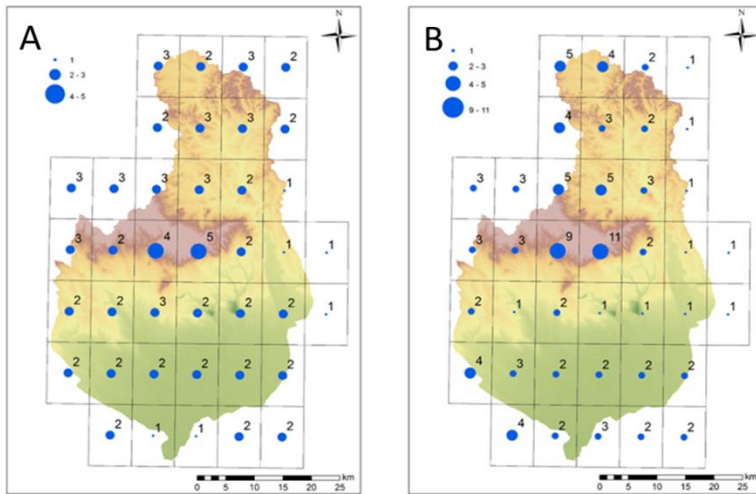 A
N
1
2 - 3
4 - 5
3 2 3 2
2 3 3 2
3 3 3 3 2 1
3 2 4 5 2 1 1
2 2 3 2 2 2 1
2 2 2 2 2 2
2 1 1 2 2
km
0 5 10 15 20 25
B
N
1
2 - 3
4 - 5
9 - 11
5 4 2 1
4 3 2 1
3 3 5 5 3 1
3 3 9 11 2 1 1
2 1 2 1 1 1 1
4 3 2 2 2 2
4 2 3 2 2
km
0 5 10 15 20 25